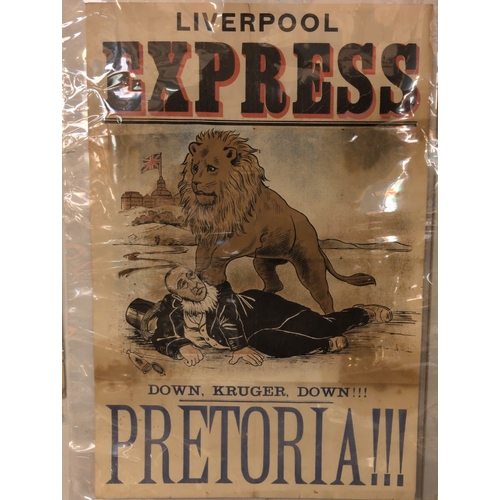 LIVERPOOL
EXPRESS
DOWN, KRUGER, DOWN!!!
PRETORIA!!!